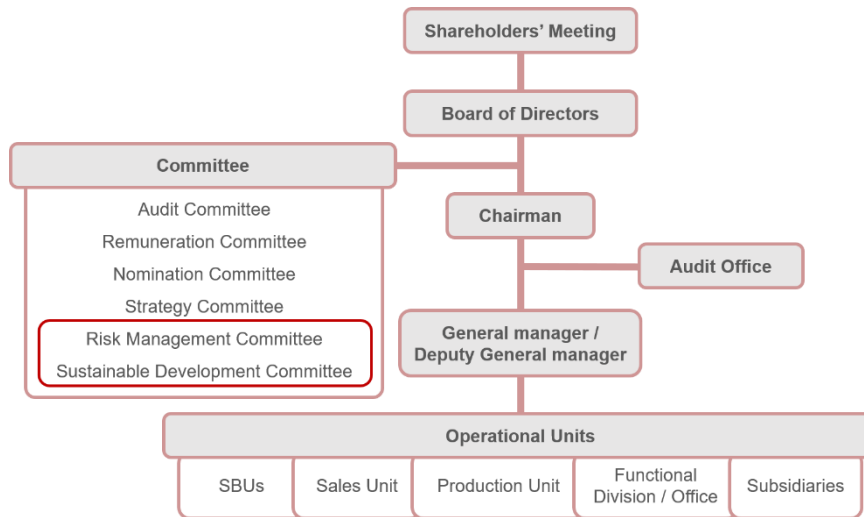 Shareholders’ Meeting
Board of Directors
Committee
Audit Committee
Remuneration Committee
Nomination Committee
Strategy Committee
Risk Management Committee
Sustainable Development Committee
Chairman
Audit Office
General manager /
Deputy General manager
Operational Units
SBUs
Sales Unit
Production Unit
Functional
Division / Office
Subsidiaries